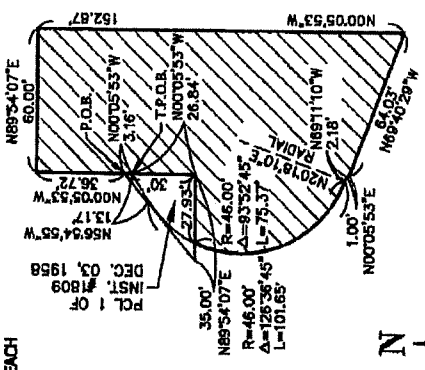 EACH
N89°54'07"E
60.00'
152.87'
N00°05'53"W
P.O.B.
N00°05'53"W
3.16'
T.P.O.B.
N00°05'53"W
26.84'
N00°05'53"W
36.72'
13.17'
N56°54'55"W
30'
27.93'
PCL 1 OF
INST. #1809
DEC. 03, 1958
35.00'
N89°54'07"E
R=46.00'
Δ=126°36'45"
L=101.65'
R=46.00'
Δ=93°52'45"
L=75.37'
N20°18'10"E
RADIAL
N69°11'10"W
2.18'
64.03'
N69°40'29"W
1.00'
N00°05'53"E
N